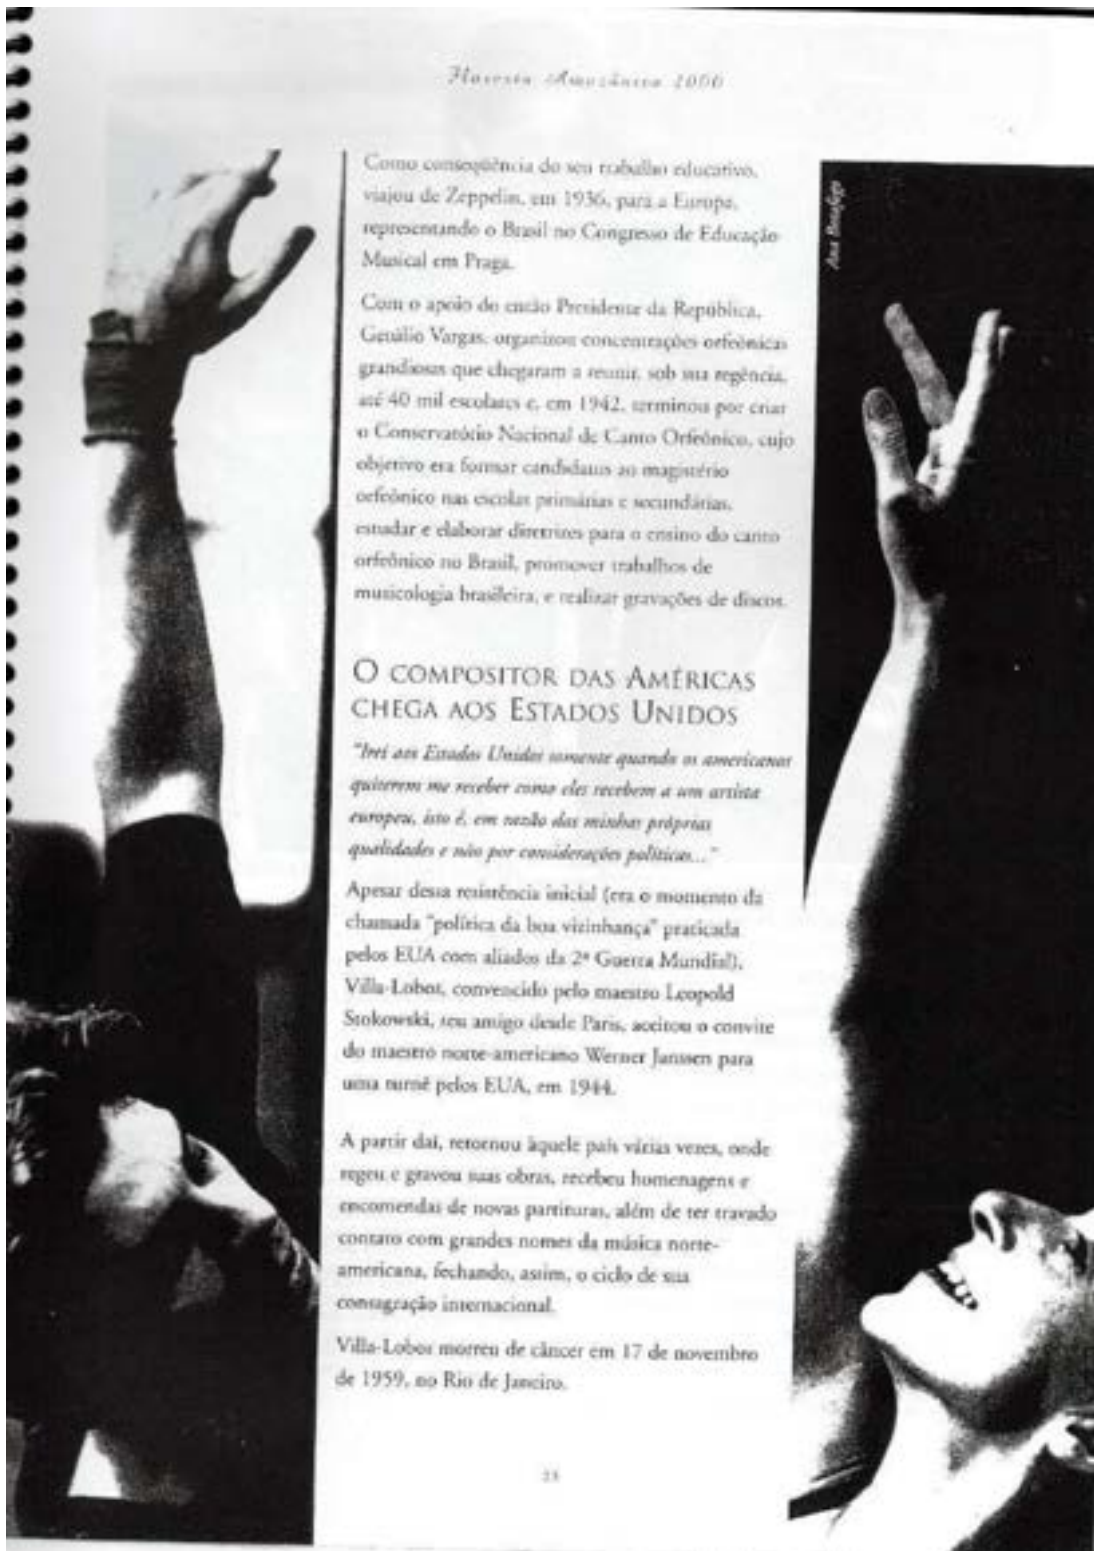 Floresta Amazônica 2000
Como conseqüência do seu trabalho educativo,
viajou de Zeppelin, em 1936, para a Europa,
representando o Brasil no Congresso de Educação
Musical em Praga.
Com o apoio do então Presidente da República,
Getúlio Vargas, organizou concentrações orfeônicas
grandiosas que chegaram a reunir, sob sua regência,
até 40 mil escolares e, em 1942, terminou por criar
o Conservatório Nacional de Canto Orfeônico, cujo
objetivo era formar candidatos ao magistério
orfeônico nas escolas primárias e secundárias,
estudar e elaborar diretrizes para o ensino do canto
orfeônico no Brasil, promover trabalhos de
musicologia brasileira, e realizar gravações de discos.
O COMPOSITOR DAS AMÉRICAS
CHEGA AOS ESTADOS UNIDOS
"Irei aos Estados Unidos somente quando os americanos
quiserem me receber como eles recebem a um artista
europeu, isto é, em razão das minhas próprias
qualidades e não por considerações políticas..."
Apesar dessa resistência inicial (era o momento da
chamada "política da boa vizinhança" praticada
pelos EUA com aliados da 2ª Guerra Mundial),
Villa-Lobos, convencido pelo maestro Leopold
Stokowski, seu amigo desde Paris, aceitou o convite
do maestro norte-americano Werner Janssen para
uma turnê pelos EUA, em 1944.
A partir daí, retornou àquele país várias vezes, onde
regeu e gravou suas obras, recebeu homenagens e
encomendas de novas partituras, além de ter travado
contato com grandes nomes da música norte-
americana, fechando, assim, o ciclo de sua
consagração internacional.
Villa-Lobos morreu de câncer em 17 de novembro
de 1959, no Rio de Janeiro.
Ana Botafogo